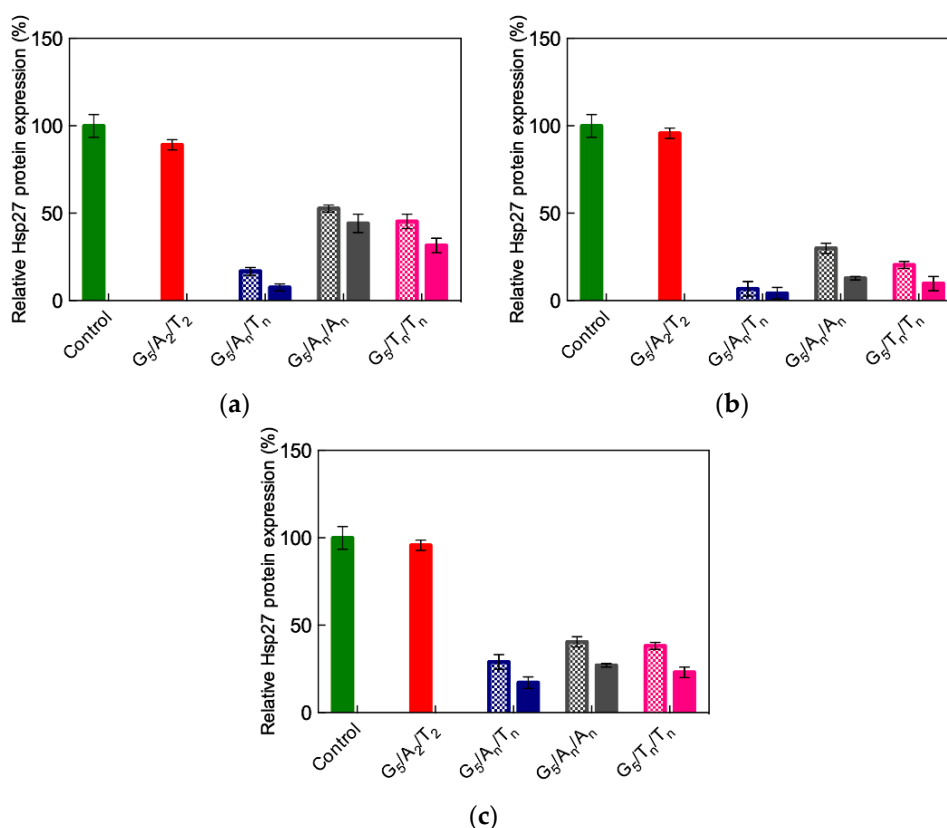 Relative Hsp27 protein expression (%)
150
100
50
0
Control
G₅/A₂/T₂
G₅/Aₙ/Tₙ
G₅/Aₙ/Aₙ
G₅/Tₙ/Tₙ
(a)
Relative Hsp27 protein expression (%)
150
100
50
0
Control
G₅/A₂/T₂
G₅/Aₙ/Tₙ
G₅/Aₙ/Aₙ
G₅/Tₙ/Tₙ
(b)
Relative Hsp27 protein expression (%)
150
100
50
0
Control
G₅/A₂/T₂
G₅/Aₙ/Tₙ
G₅/Aₙ/Aₙ
G₅/Tₙ/Tₙ
(c)